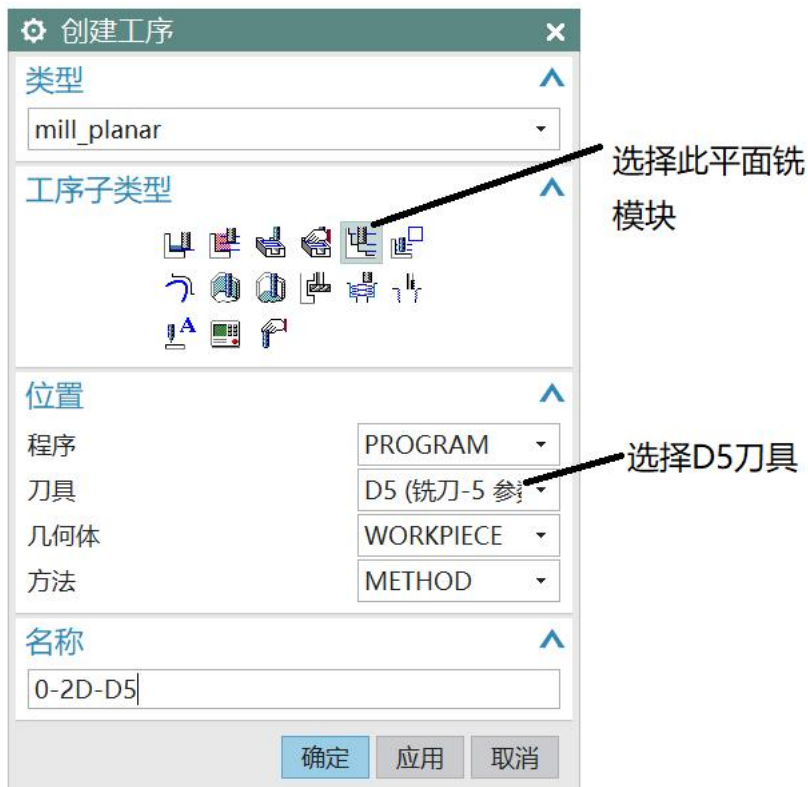 创建工序
类型
mill_planar
选择此平面铣
模块
工序子类型
A
位置
程序 PROGRAM
刀具 D5 (铣刀-5 参
选择D5刀具
几何体 WORKPIECE
方法 METHOD
名称
0-2D-D5
确定 应用 取消